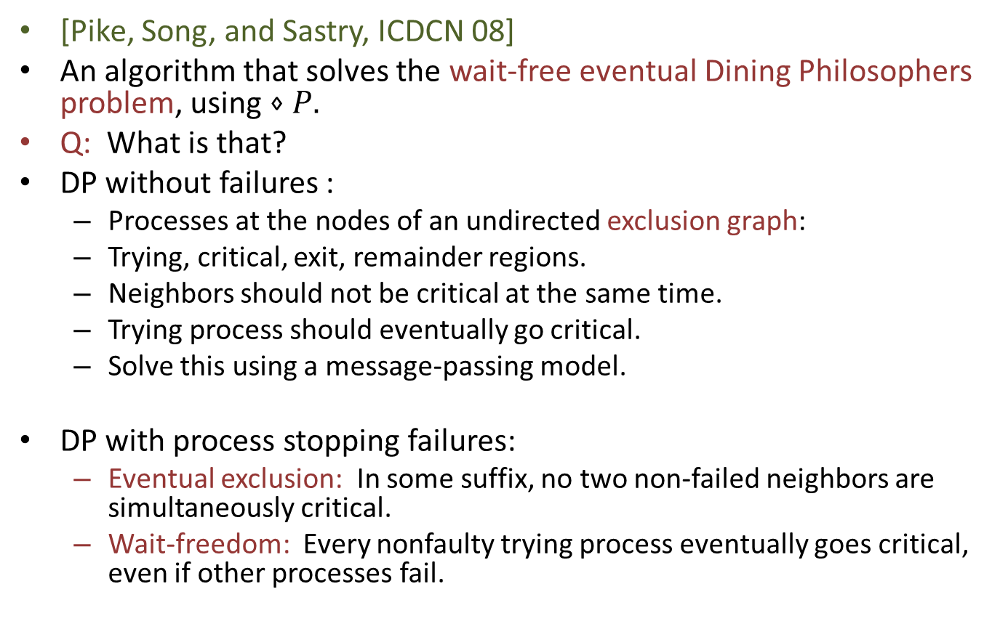 • [Pike, Song, and Sastry, ICDCN 08]
• An algorithm that solves the wait-free eventual Dining Philosophers
problem, using ⋄ P.
• Q: What is that?
• DP without failures :
– Processes at the nodes of an undirected exclusion graph:
– Trying, critical, exit, remainder regions.
– Neighbors should not be critical at the same time.
– Trying process should eventually go critical.
– Solve this using a message-passing model.
• DP with process stopping failures:
– Eventual exclusion: In some suffix, no two non-failed neighbors are
simultaneously critical.
– Wait-freedom: Every nonfaulty trying process eventually goes critical,
even if other processes fail.